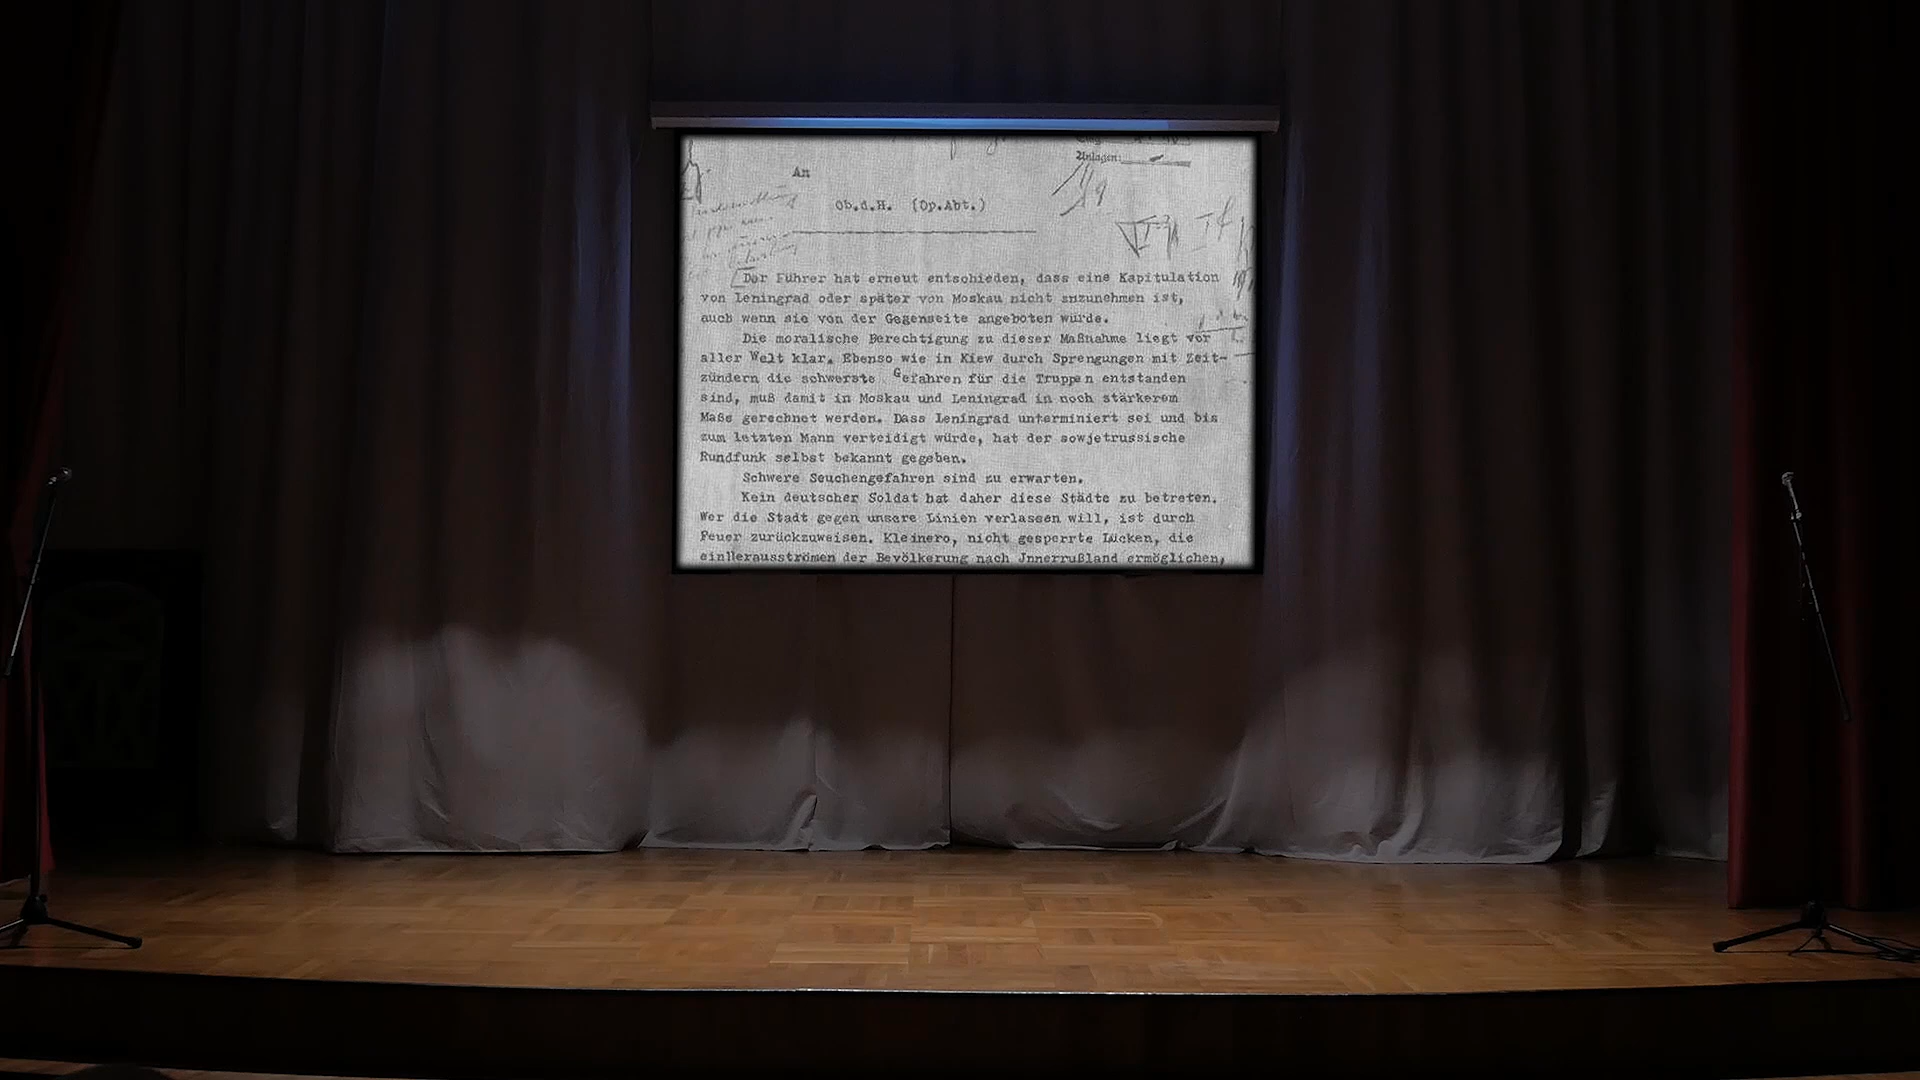 Anlagen:
An
Ob.d.H. (Op.Abt.)
Der Führer hat erneut entschieden, dass eine Kapitulation
von Leningrad oder später von Moskau nicht anzunehmen ist,
auch wenn sie von der Gegenseite angeboten würde.
Die moralische Berechtigung zu dieser Maßnahme liegt vor
aller Welt klar. Ebenso wie in Kiew durch Sprengungen mit Zeit-
zündern die schwerste Gefahren für die Truppen entstanden
sind, muß damit in Moskau und Leningrad in noch stärkerem
Maße gerechnet werden. Dass Leningrad unterminiert sei und bis
zum letzten Mann verteidigt würde, hat der sowjetrussische
Rundfunk selbst bekannt gegeben.
Schwere Seuchengefahren sind zu erwarten.
Kein deutscher Soldat hat daher diese Städte zu betreten.
Wer die Stadt gegen unsere Linien verlassen will, ist durch
Feuer zurückzuweisen. Kleinere, nicht gesperrte Lücken, die
einHerausströmen der Bevölkerung nach Jnnerrußland ermöglichen,